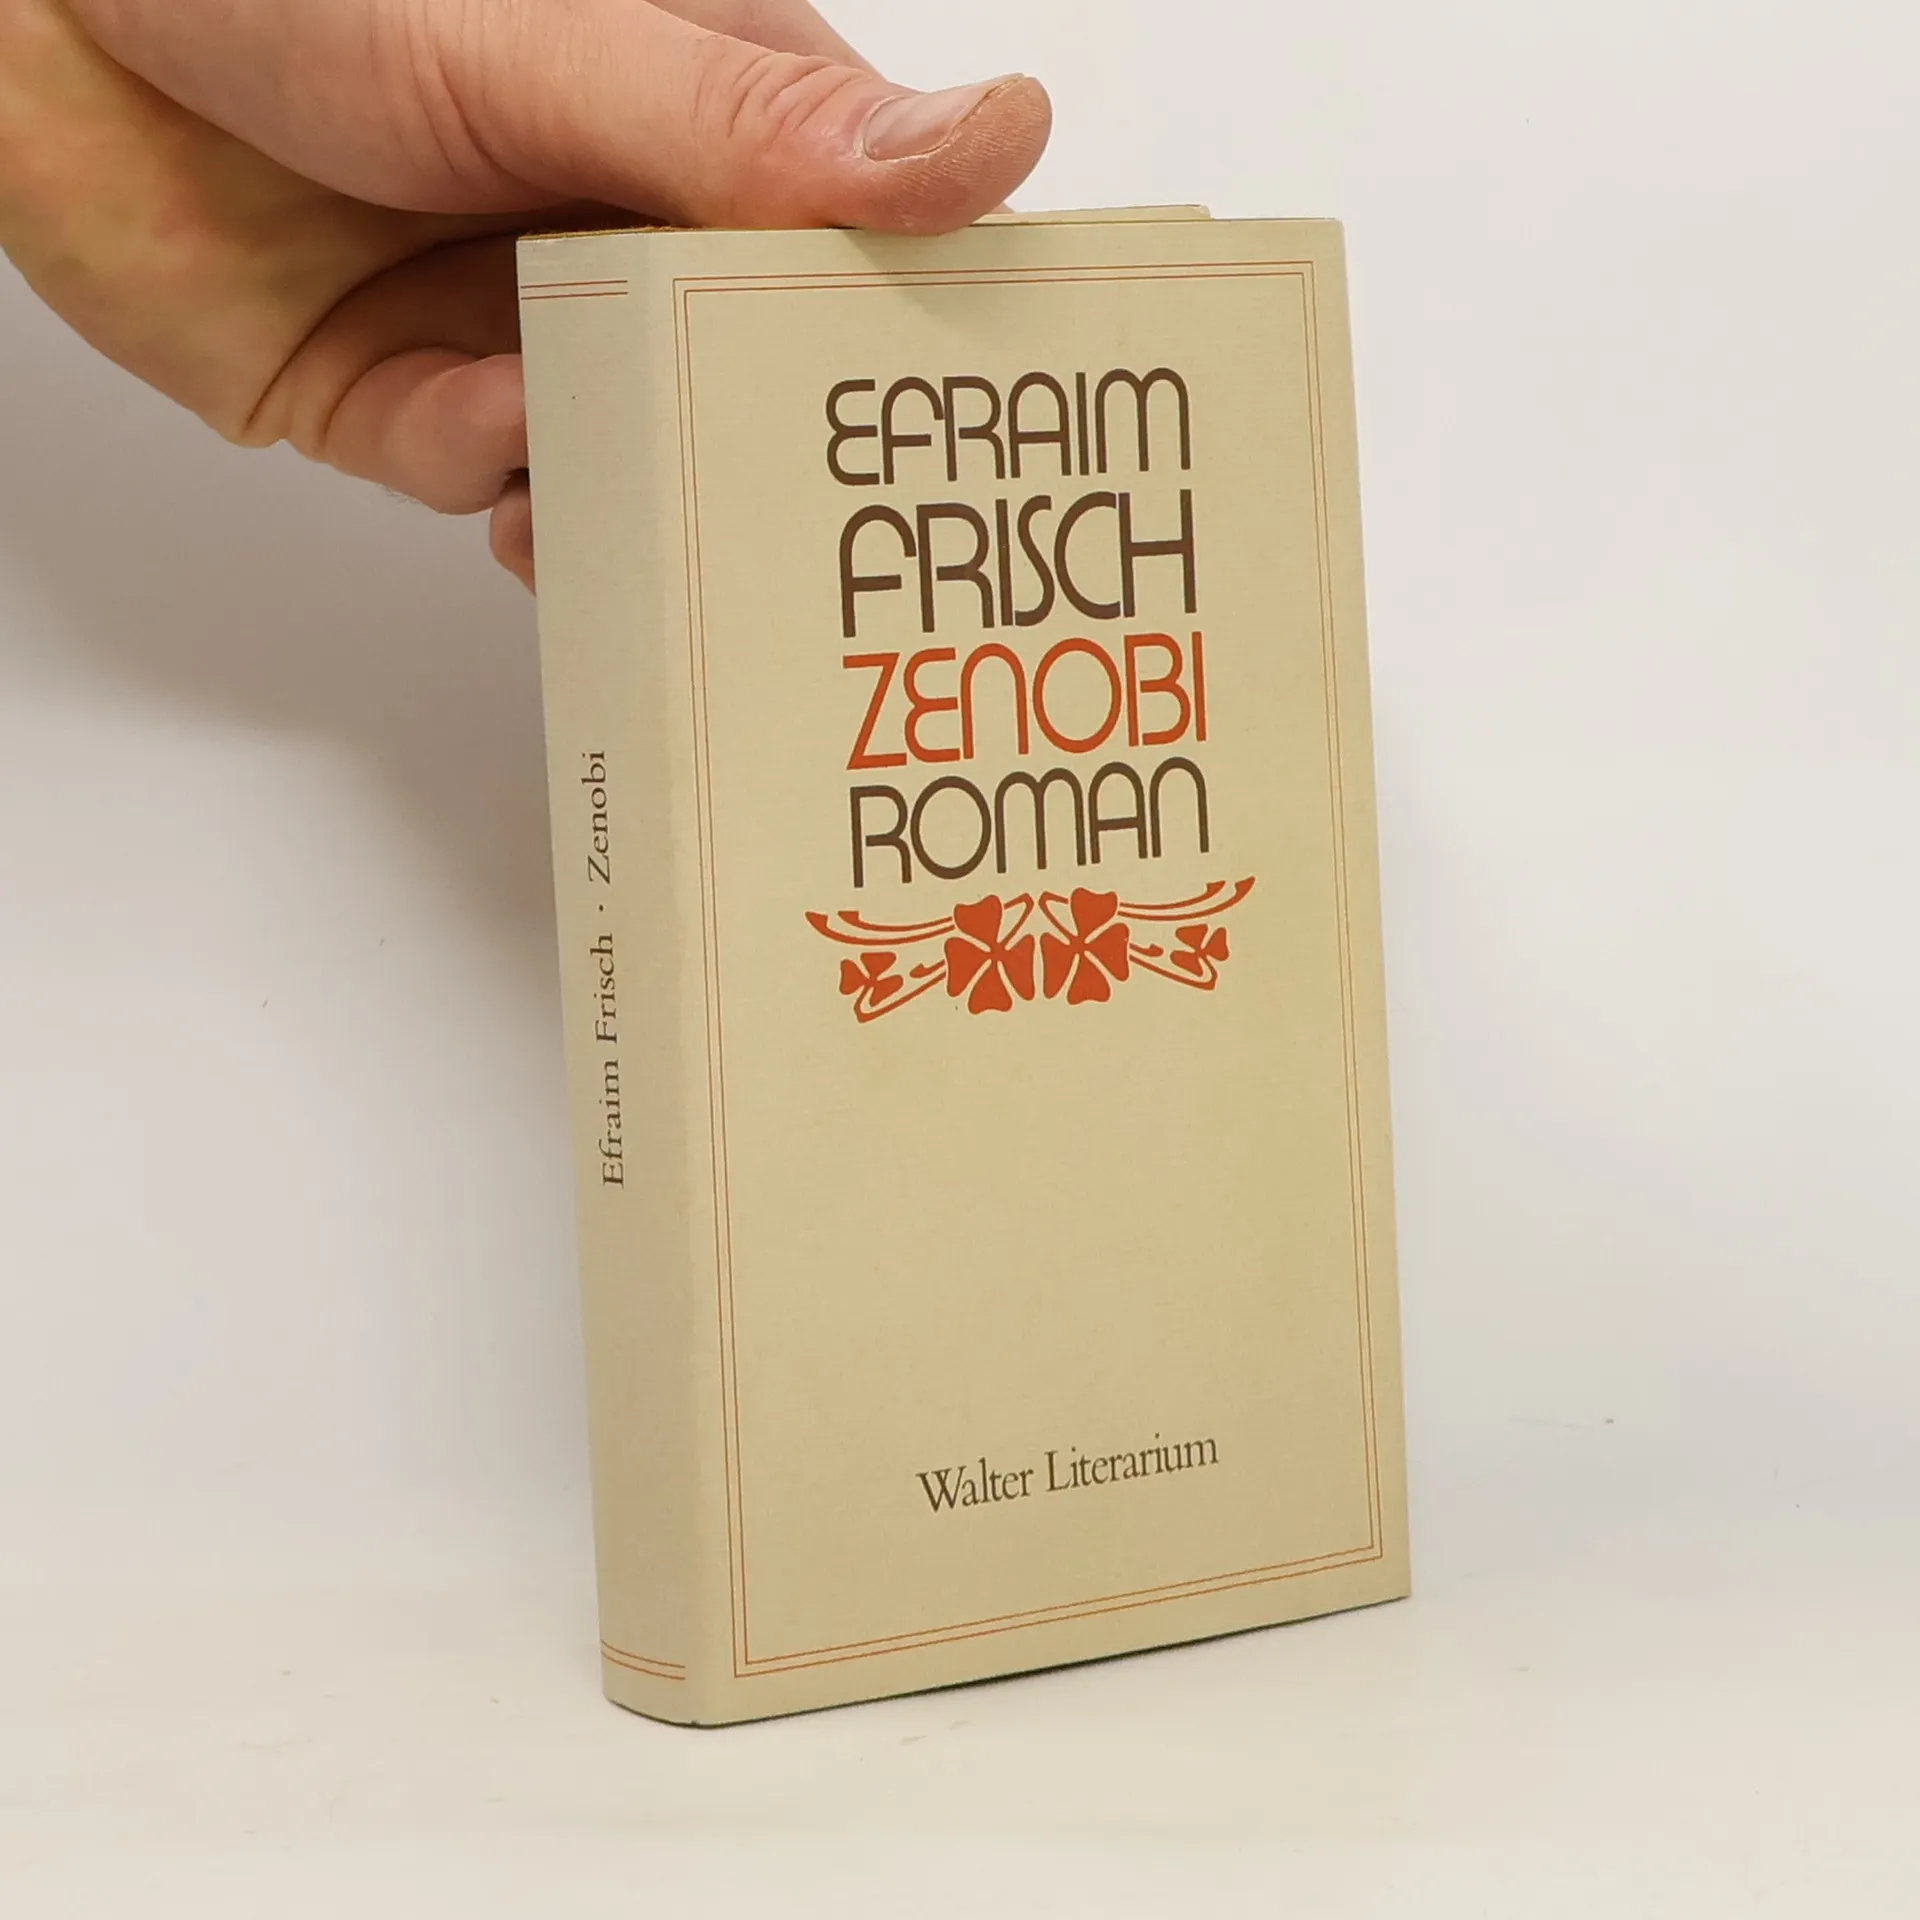 EFRAIM
FRISCH
ZENOBI
ROMAN
Walter Literarium
Efraim Frisch · Zenobi